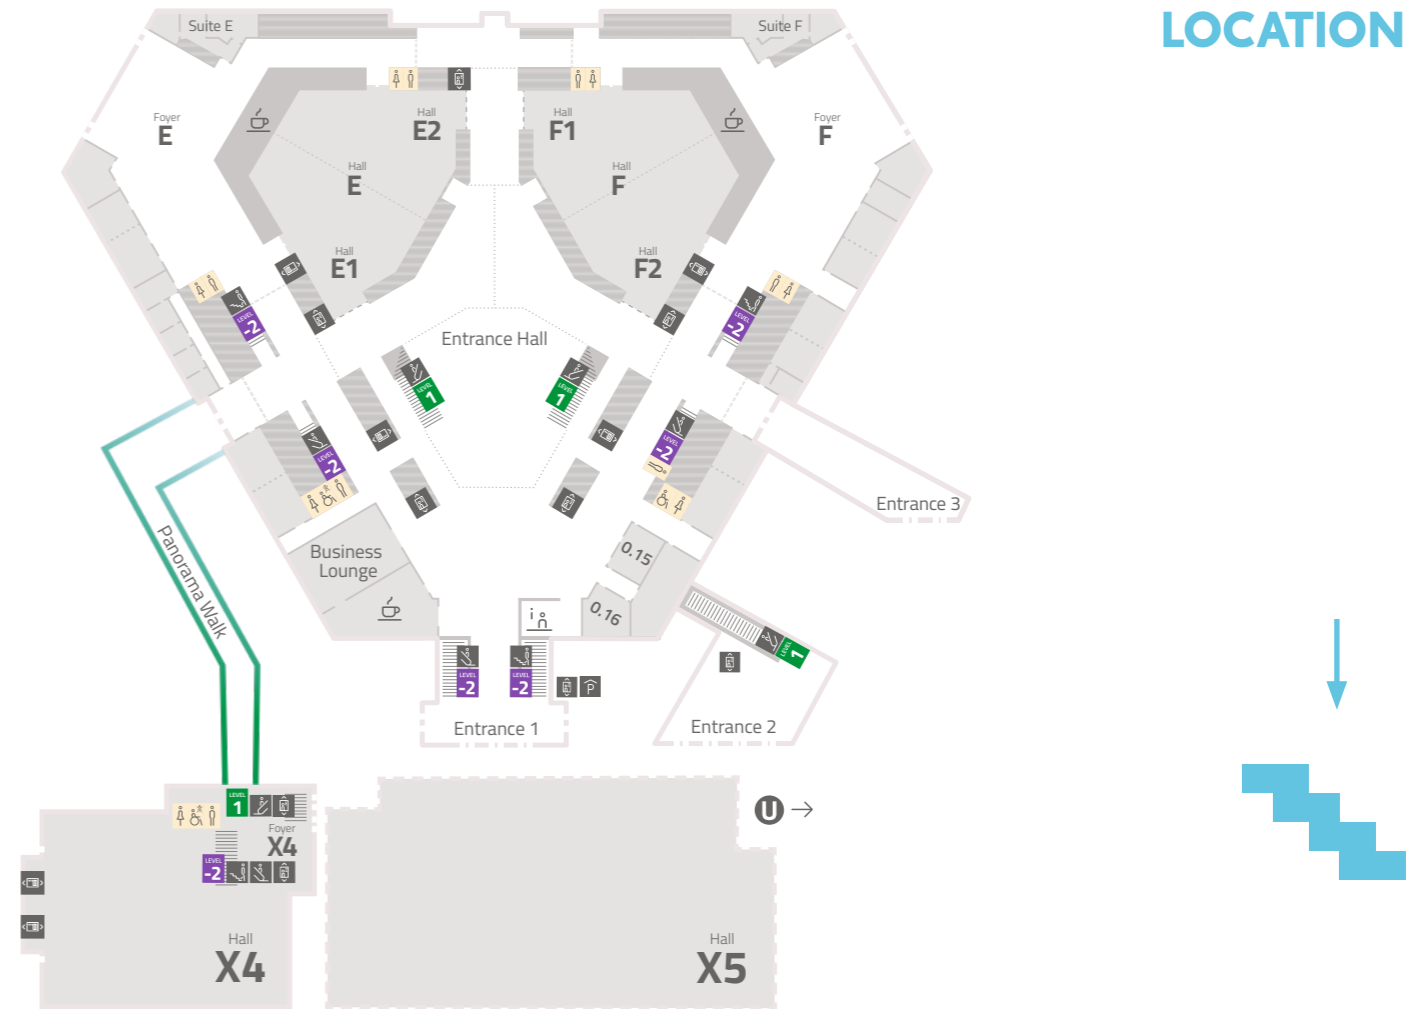 LOCATION
Suite E
Suite F
Foyer
E
Hall
E2
Hall
F1
Foyer
F
Hall
E
Hall
F
Hall
E1
Hall
F2
LEVEL
-2
LEVEL
-2
Entrance Hall
LEVEL
1
LEVEL
1
LEVEL
-2
LEVEL
-2
Entrance 3
Panorama Walk
Business
Lounge
0.15
0.16
i
LEVEL
1
LEVEL
-2
LEVEL
-2
P
Entrance 1
Entrance 2
LEVEL
1
U
Foyer
X4
LEVEL
-2
Hall
X4
Hall
X5